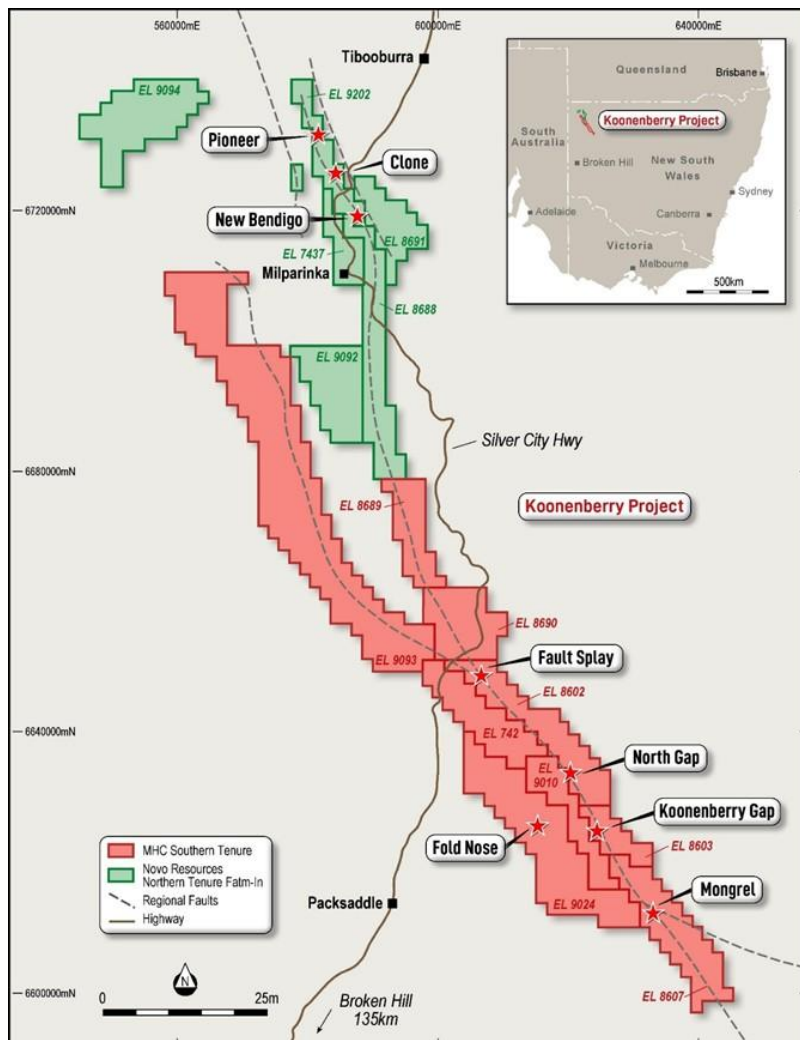 560000mE
600000mE
640000mE
Tibooburra
EL 9094
EL 9202
Pioneer
Clone
New Bendigo
6720000mN
EL 8691
EL 7437
Milparinka
EL 8688
EL 9092
Queensland
Brisbane
Koonenberry Project
South
Australia
Broken Hill
New South
Wales
Sydney
Adelaide
Canberra
Victoria
Melbourne
500km
Silver City Hwy
6680000mN
EL 8689
Koonenberry Project
EL 8690
EL 9093
Fault Splay
EL 8602
6640000mN
EL 742
EL
9010
North Gap
Koonenberry Gap
Fold Nose
EL 8603
Mongrel
EL 9024
Packsaddle
MHC Southern Tenure
Novo Resources
Northern Tenure Fatm-In
Regional Faults
Highway
6600000mN
N
0
25m
Broken Hill
135km
EL 8607